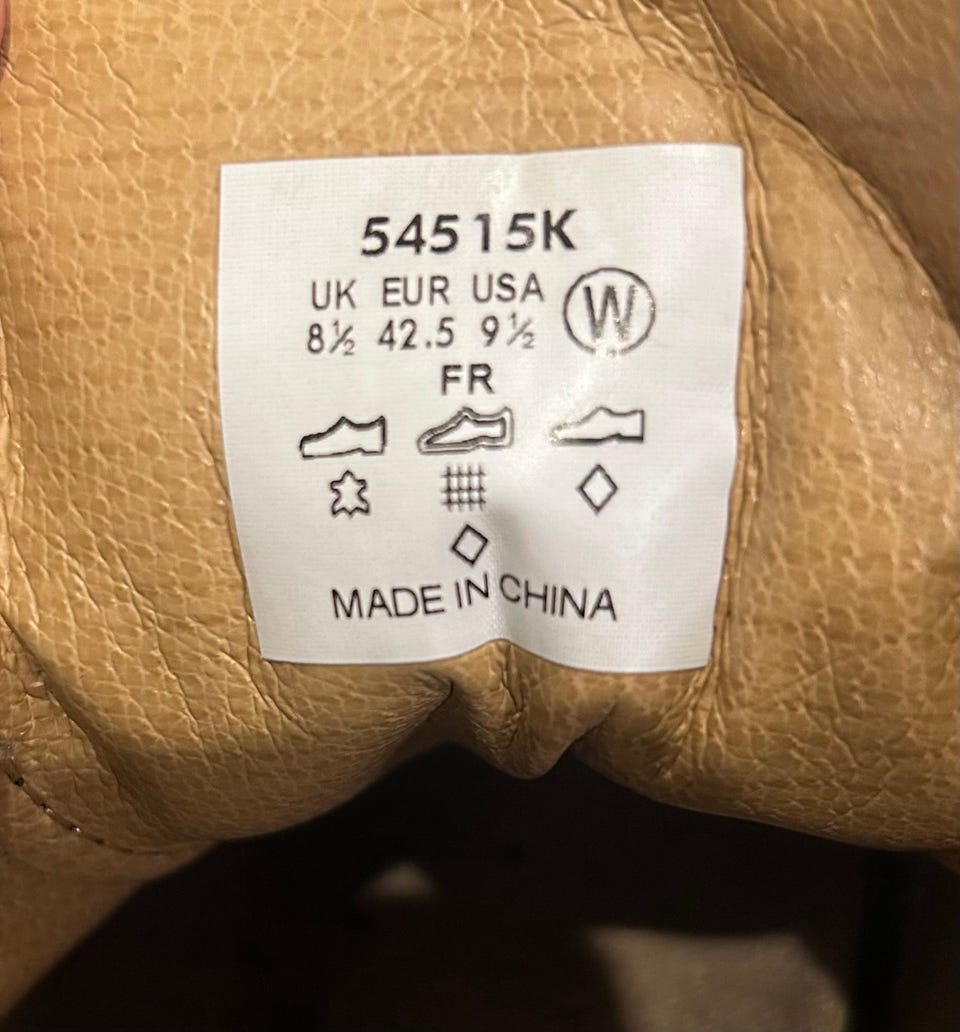 54515K
UK EUR USA W
8½ 42.5 9½
FR
MADE IN CHINA